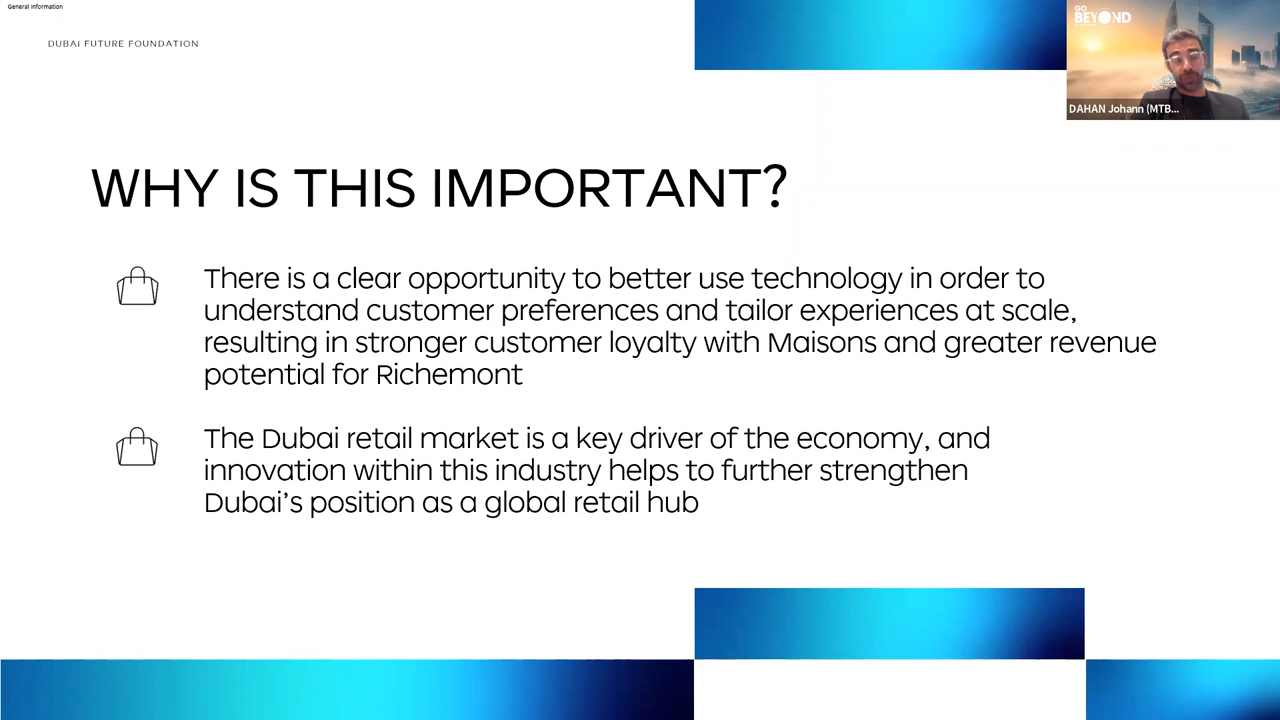 General Information
DUBAI FUTURE FOUNDATION
GO
BEYOND
DAHAN Johann (MTB...
WHY IS THIS IMPORTANT?
There is a clear opportunity to better use technology in order to
understand customer preferences and tailor experiences at scale,
resulting in stronger customer loyalty with Maisons and greater revenue
potential for Richemont
The Dubai retail market is a key driver of the economy, and
innovation within this industry helps to further strengthen
Dubai’s position as a global retail hub